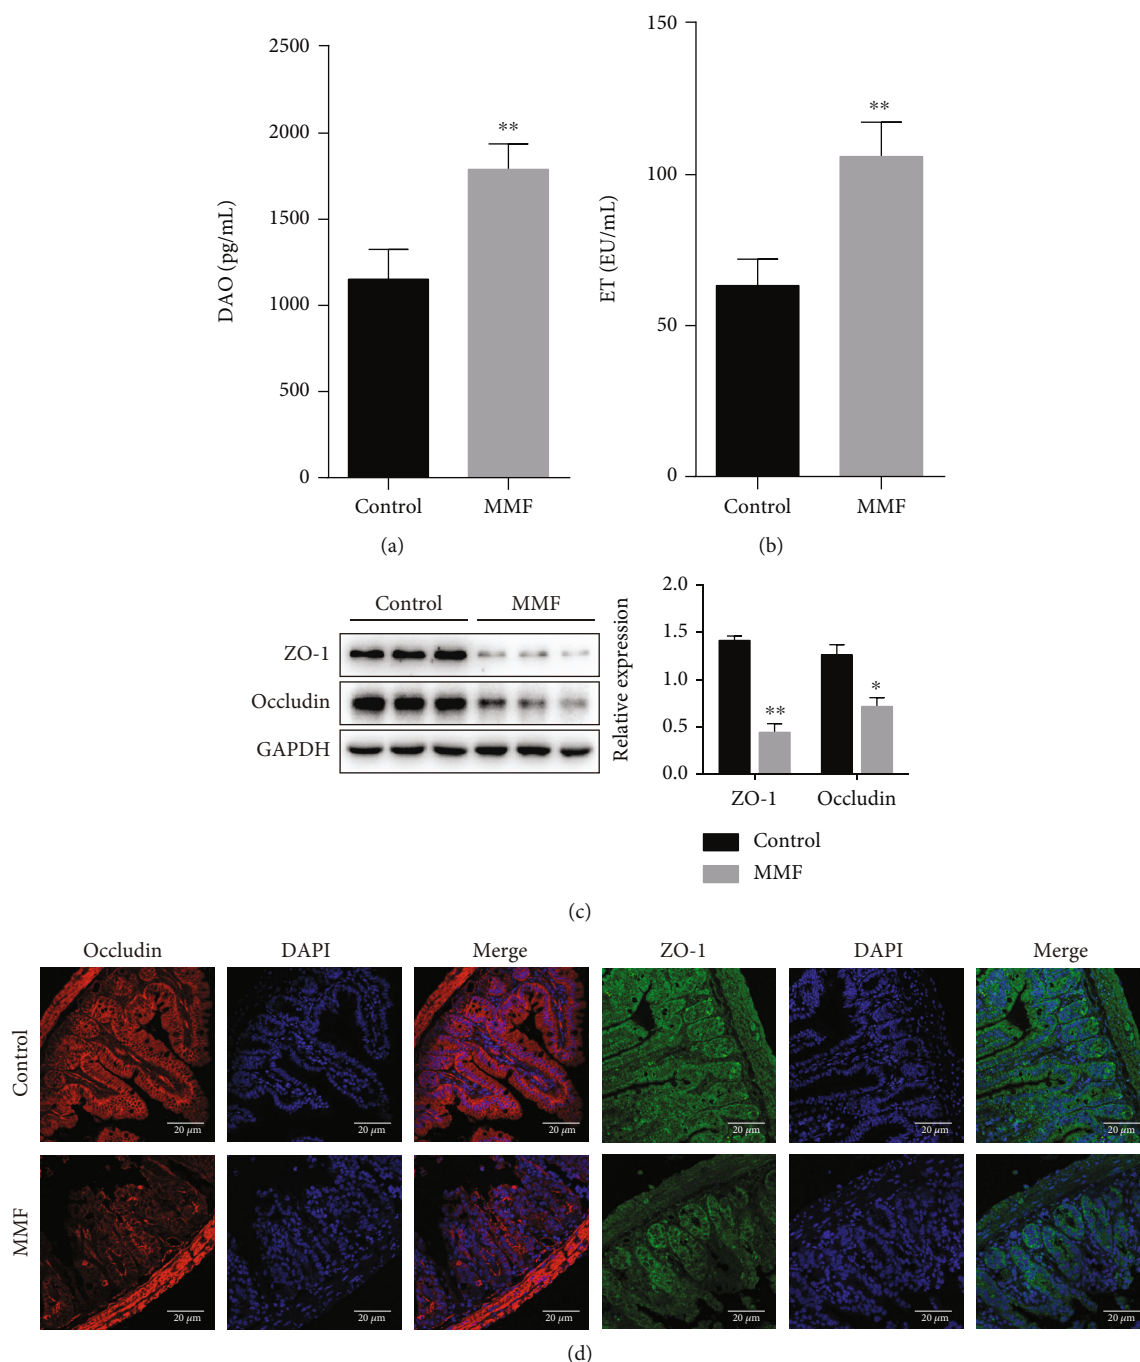 2500
2000
1500
1000
500
0
DAO (pg/mL)
**
Control MMF
(a)
150
100
50
0
ET (EU/mL)
**
Control MMF
(b)
Control MMF
ZO-1
Occludin
GAPDH
2.0
1.5
1.0
0.5
0.0
Relative expression
**
*
ZO-1 Occludin
Control
MMF
(c)
Occludin DAPI Merge ZO-1 DAPI Merge
Control
20 μm 20 μm 20 μm 20 μm 20 μm 20 μm
MMF
20 μm 20 μm 20 μm 20 μm 20 μm 20 μm
(d)